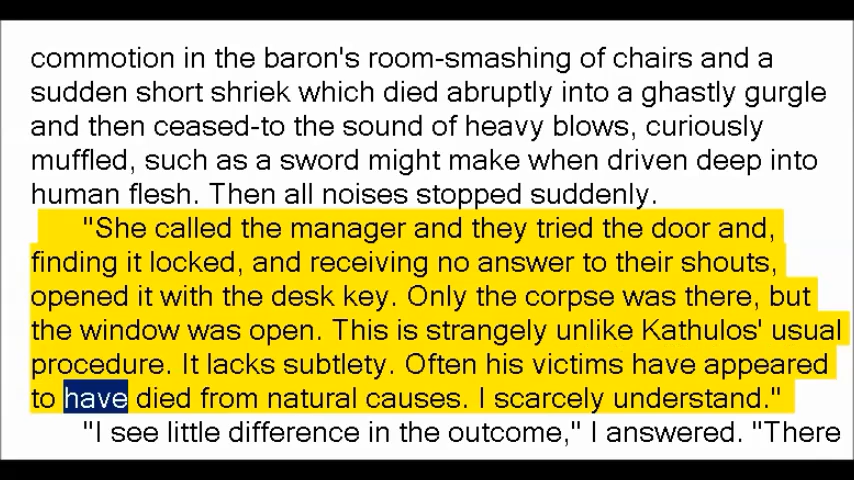 commotion in the baron's room-smashing of chairs and a
sudden short shriek which died abruptly into a ghastly gurgle
and then ceased-to the sound of heavy blows, curiously
muffled, such as a sword might make when driven deep into
human flesh. Then all noises stopped suddenly.
"She called the manager and they tried the door and,
finding it locked, and receiving no answer to their shouts,
opened it with the desk key. Only the corpse was there, but
the window was open. This is strangely unlike Kathulos' usual
procedure. It lacks subtlety. Often his victims have appeared
to have died from natural causes. I scarcely understand."
"I see little difference in the outcome," I answered. "There